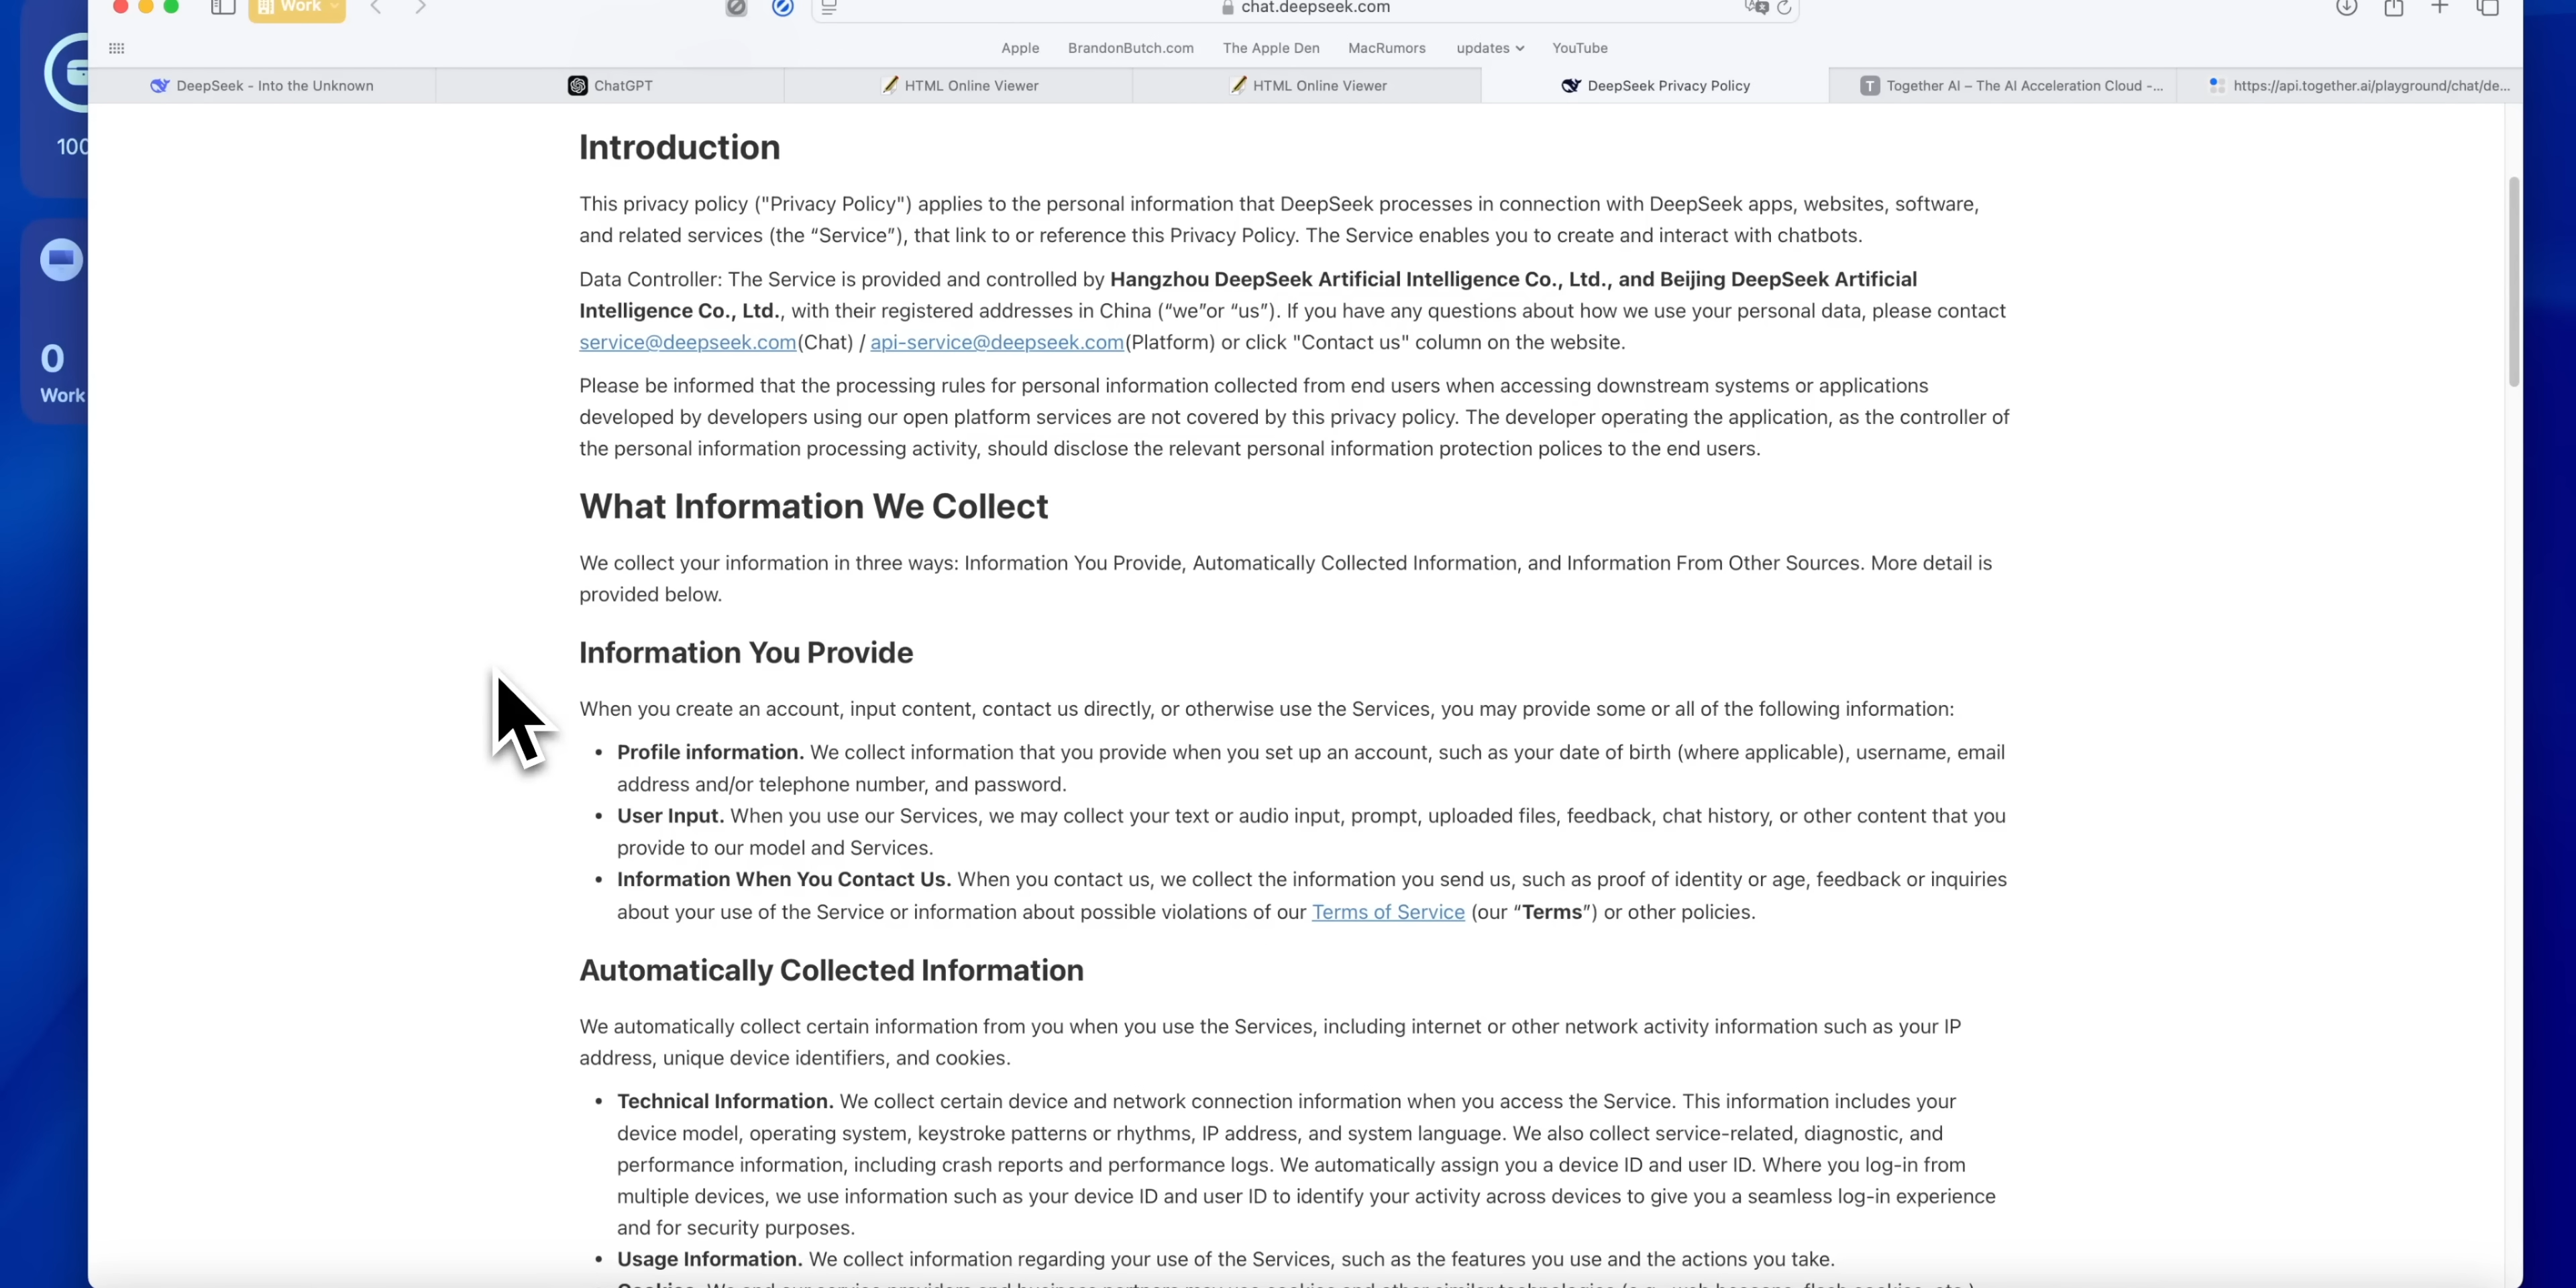 Work
chat.deepseek.com
Apple BrandonButch.com The Apple Den MacRumors updates YouTube
DeepSeek - Into the Unknown ChatGPT HTML Online Viewer HTML Online Viewer DeepSeek Privacy Policy T Together AI – The AI Acceleration Cloud -... https://api.together.ai/playground/chat/de...
100
0
Work
Introduction
This privacy policy ("Privacy Policy") applies to the personal information that DeepSeek processes in connection with DeepSeek apps, websites, software,
and related services (the “Service”), that link to or reference this Privacy Policy. The Service enables you to create and interact with chatbots.
Data Controller: The Service is provided and controlled by Hangzhou DeepSeek Artificial Intelligence Co., Ltd., and Beijing DeepSeek Artificial
Intelligence Co., Ltd., with their registered addresses in China (“we”or “us”). If you have any questions about how we use your personal data, please contact
service@deepseek.com(Chat) / api-service@deepseek.com(Platform) or click "Contact us" column on the website.
Please be informed that the processing rules for personal information collected from end users when accessing downstream systems or applications
developed by developers using our open platform services are not covered by this privacy policy. The developer operating the application, as the controller of
the personal information processing activity, should disclose the relevant personal information protection polices to the end users.
What Information We Collect
We collect your information in three ways: Information You Provide, Automatically Collected Information, and Information From Other Sources. More detail is
provided below.
Information You Provide
When you create an account, input content, contact us directly, or otherwise use the Services, you may provide some or all of the following information:
• Profile information. We collect information that you provide when you set up an account, such as your date of birth (where applicable), username, email
address and/or telephone number, and password.
• User Input. When you use our Services, we may collect your text or audio input, prompt, uploaded files, feedback, chat history, or other content that you
provide to our model and Services.
• Information When You Contact Us. When you contact us, we collect the information you send us, such as proof of identity or age, feedback or inquiries
about your use of the Service or information about possible violations of our Terms of Service (our “Terms”) or other policies.
Automatically Collected Information
We automatically collect certain information from you when you use the Services, including internet or other network activity information such as your IP
address, unique device identifiers, and cookies.
• Technical Information. We collect certain device and network connection information when you access the Service. This information includes your
device model, operating system, keystroke patterns or rhythms, IP address, and system language. We also collect service-related, diagnostic, and
performance information, including crash reports and performance logs. We automatically assign you a device ID and user ID. Where you log-in from
multiple devices, we use information such as your device ID and user ID to identify your activity across devices to give you a seamless log-in experience
and for security purposes.
• Usage Information. We collect information regarding your use of the Services, such as the features you use and the actions you take.